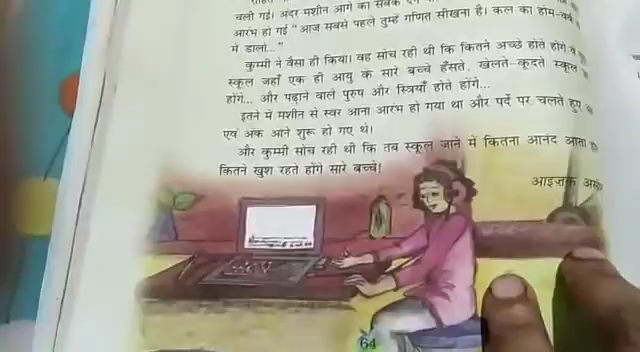 चली गई। अंदर मशीन आगे का सबक
आरंभ हो गई "आज सबसे पहले तुम्हें गणित सीखना है। कल का होम-वर्क
में डालो..."
कुम्मी ने वैसा ही किया। वह सोच रही थी कि कितने अच्छे होते होंगे
स्कूल जहाँ एक ही आयु के सारे बच्चे हँसते, खेलते-कूदते स्कूल
होंगे... और पढ़ाने वाले पुरुष और स्त्रियाँ होते होंगे...
इतने में मशीन से स्वर आना आरंभ हो गया था और पर्दे पर चलते हुए
एवं अंक आने शुरू हो गए थे।
और कुम्मी सोच रही थी कि तब स्कूल जाने में कितना आनंद आता
कितने खुश रहते होंगे सारे बच्चे!
आइज़क
64